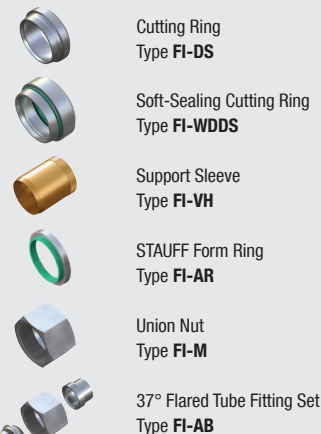 Cutting Ring
Type FI-DS
Soft-Sealing Cutting Ring
Type FI-WDDS
Support Sleeve
Type FI-VH
STAUFF Form Ring
Type FI-AR
Union Nut
Type FI-M
37° Flared Tube Fitting Set
Type FI-AB